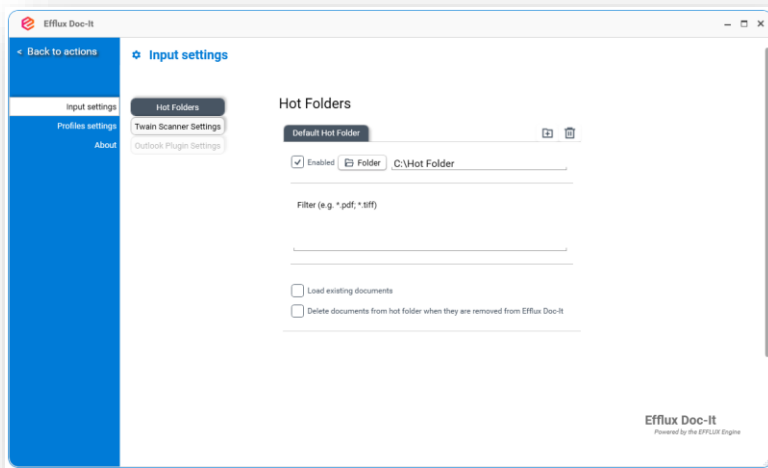 Efflux Doc-It
< Back to actions
Input settings
Input settings
Profiles settings
About
Hot Folders
Twain Scanner Settings
Outlook Plugin Settings
Hot Folders
Default Hot Folder
Enabled Folder C:\Hot Folder
Filter (e.g. *.pdf; *.tiff)
Load existing documents
Delete documents from hot folder when they are removed from Efflux Doc-It
Efflux Doc-It
Powered by the EFFLUX Engine